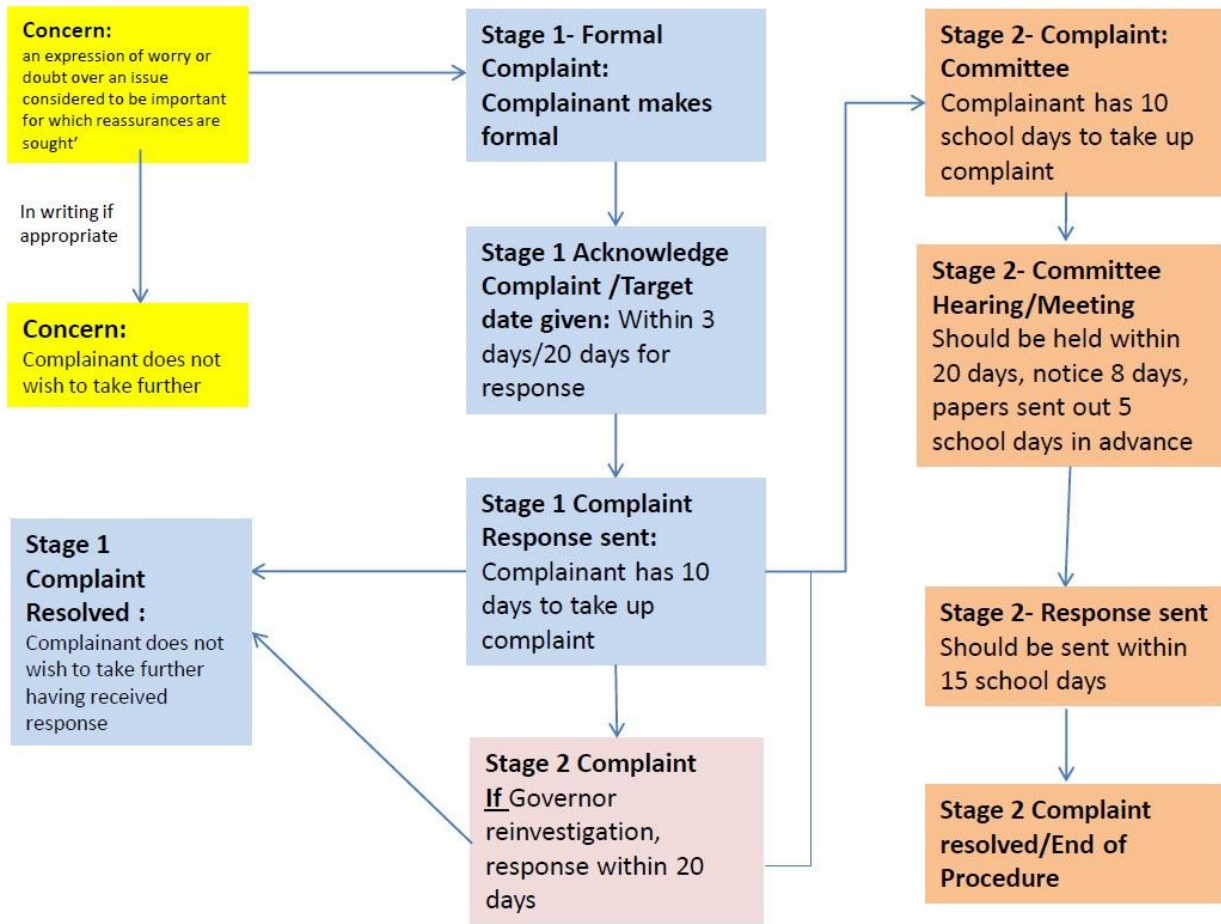 Concern:
an expression of worry or
doubt over an issue
considered to be important
for which reassurances are
sought’
In writing if
appropriate
Concern:
Complainant does not
wish to take further
Stage 1- Formal
Complaint:
Complainant makes
formal
Stage 1 Acknowledge
Complaint /Target
date given: Within 3
days/20 days for
response
Stage 1 Complaint
Response sent:
Complainant has 10
days to take up
complaint
Stage 1
Complaint
Resolved :
Complainant does not
wish to take further
having received
response
Stage 2 Complaint
If Governor
reinvestigation,
response within 20
days
Stage 2- Complaint:
Committee
Complainant has 10
school days to take up
complaint
Stage 2- Committee
Hearing/Meeting
Should be held within
20 days, notice 8 days,
papers sent out 5
school days in advance
Stage 2- Response sent
Should be sent within
15 school days
Stage 2 Complaint
resolved/End of
Procedure